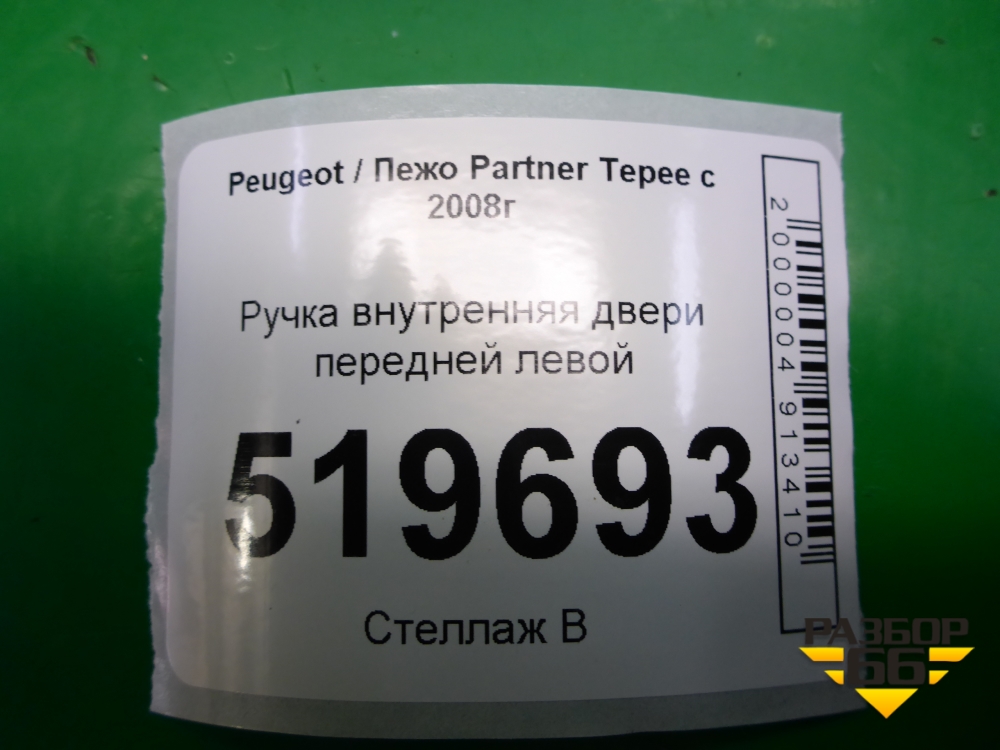 Peugeot / Пежо Partner Tepee с
2008г
Ручка внутренняя двери
передней левой
519693
Стеллаж В
2000004913410
РАЗБОР
66